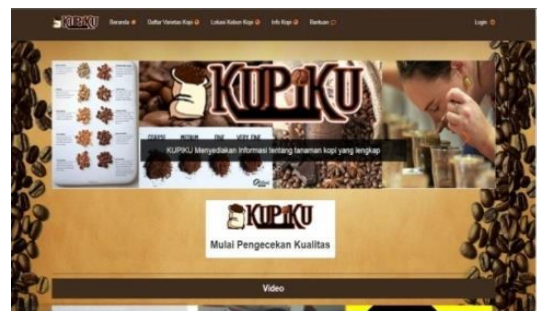 KUPIKU Beranda Daftar Varietas Kopi Lokasi Kebun Kopi Info Kopi Bantuan Login
KUPIKU
COARSE MEDIUM FINE VERY FINE
KUPIKU Menyediakan Informasi tentang tanaman kopi yang lengkap
KUPIKU
Mulai Pengecekan Kualitas
Video